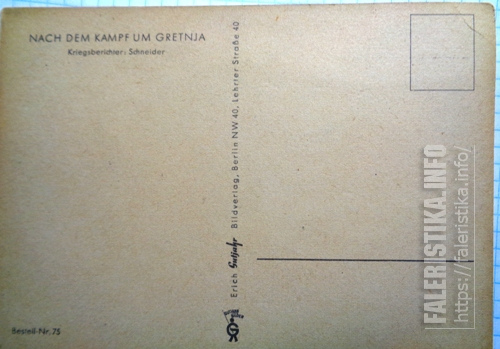 NACH DEM KAMPF UM GRETNJA
Kriegsberichter: Schneider
Erich Gutjahr Bildverlag, Berlin NW 40, Lehrter Straße 40
Bestell-Nr. 75
FALERISTIKA.INFO
https://faleristika.info/